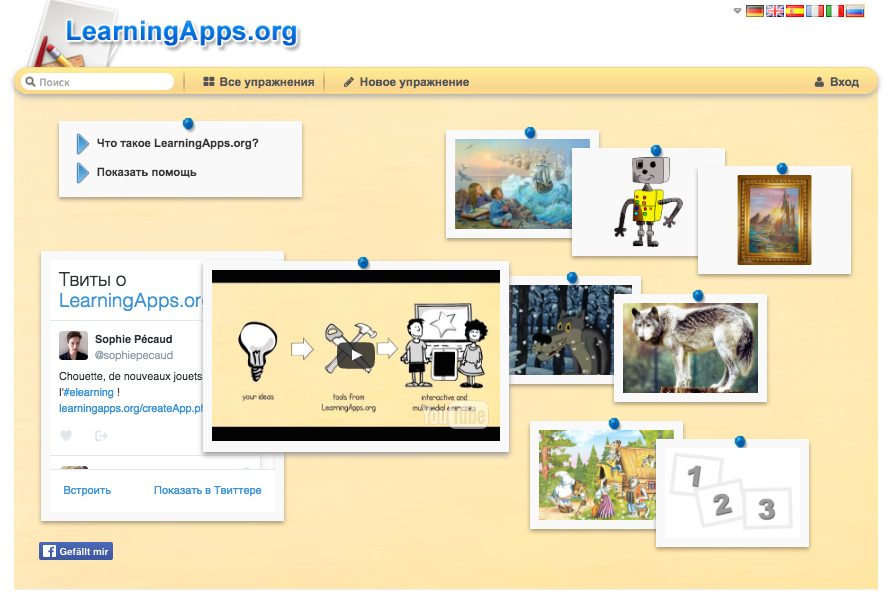 LearningApps.org
Поиск
Все упражнения
Новое упражнение
Вход
Что такое LearningApps.org?
Показать помощь
Твиты о
LearningApps.org
Sophie Pécaud
@sophiepecaud
Chouette, de nouveaux jouets
l'#elearning !
learningapps.org/createApp.ph
Встроить
Показать в Твиттере
your ideas
tools from
LearningApps.org
interactive and
multimedial exercises
YouTube
1
2
3
Gefällt mir